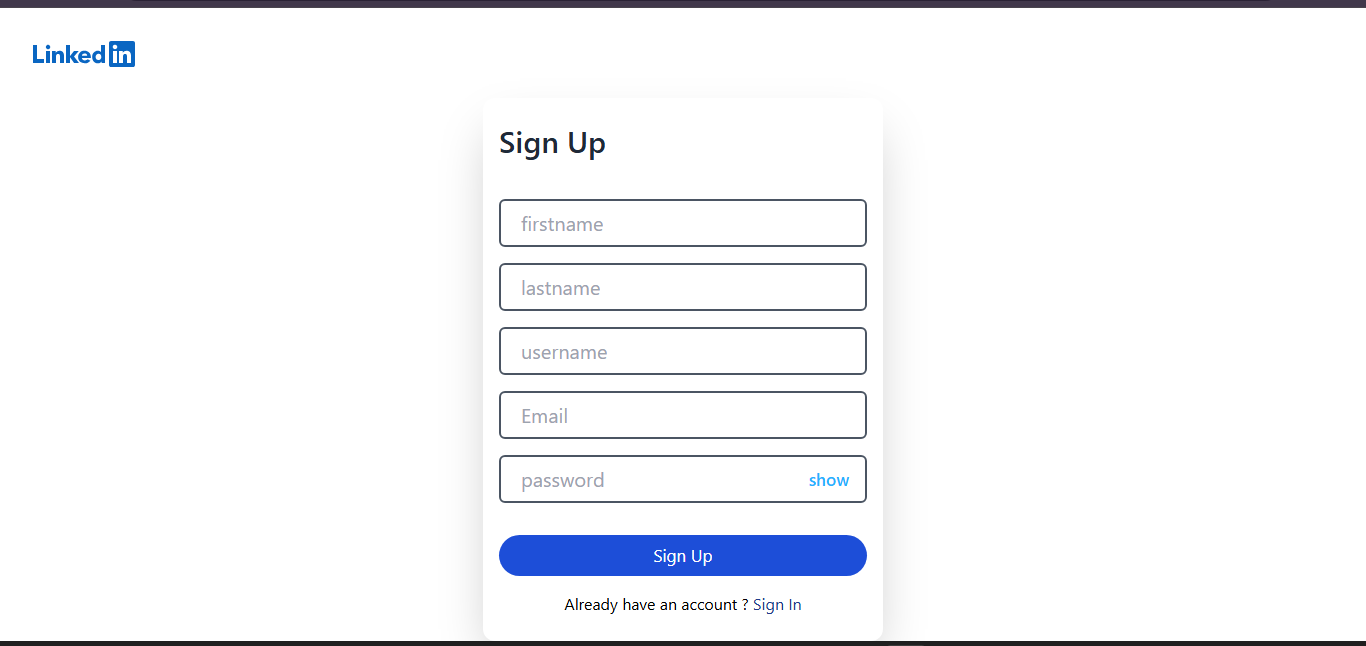 Linkedin
Sign Up
firstname
lastname
username
Email
password show
Sign Up
Already have an account ? Sign In